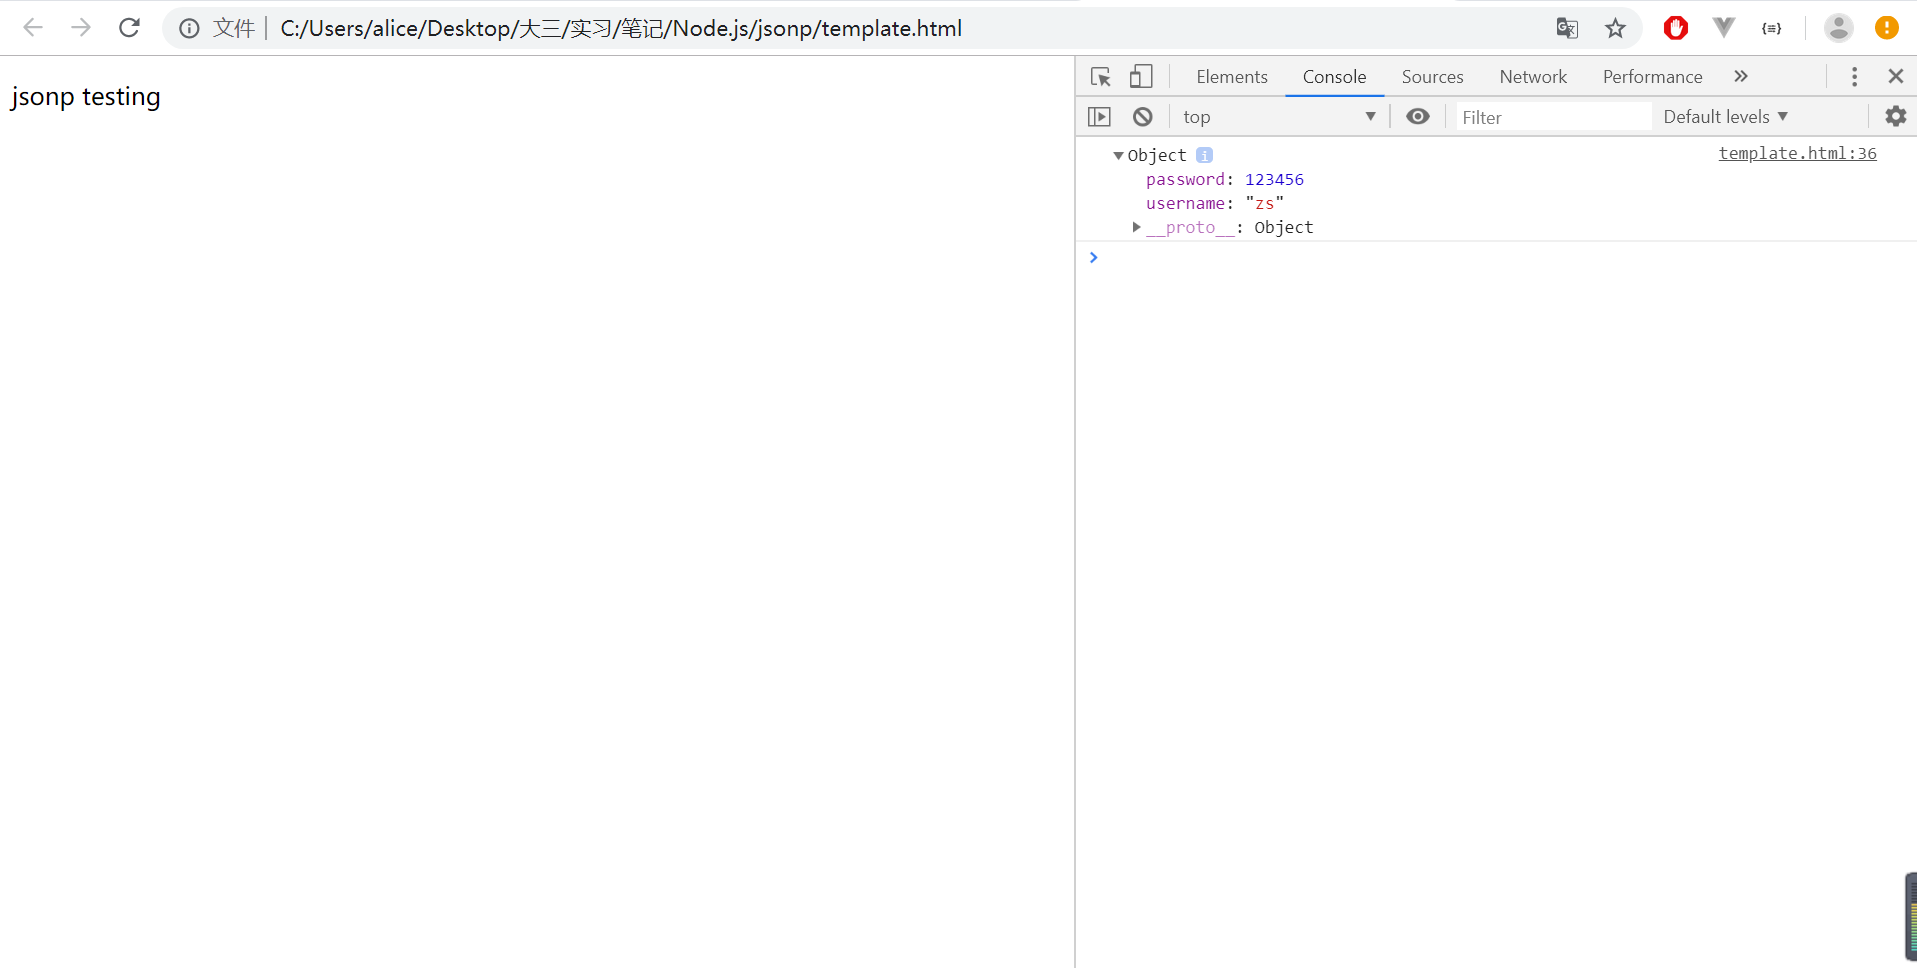 文件 | C:/Users/alice/Desktop/大三/实习/笔记/Node.js/jsonp/template.html
jsonp testing
Elements Console Sources Network Performance »
top ▼ Filter Default levels ▼
▼Object i template.html:36
password: 123456
username: "zs"
▶__proto__: Object
>